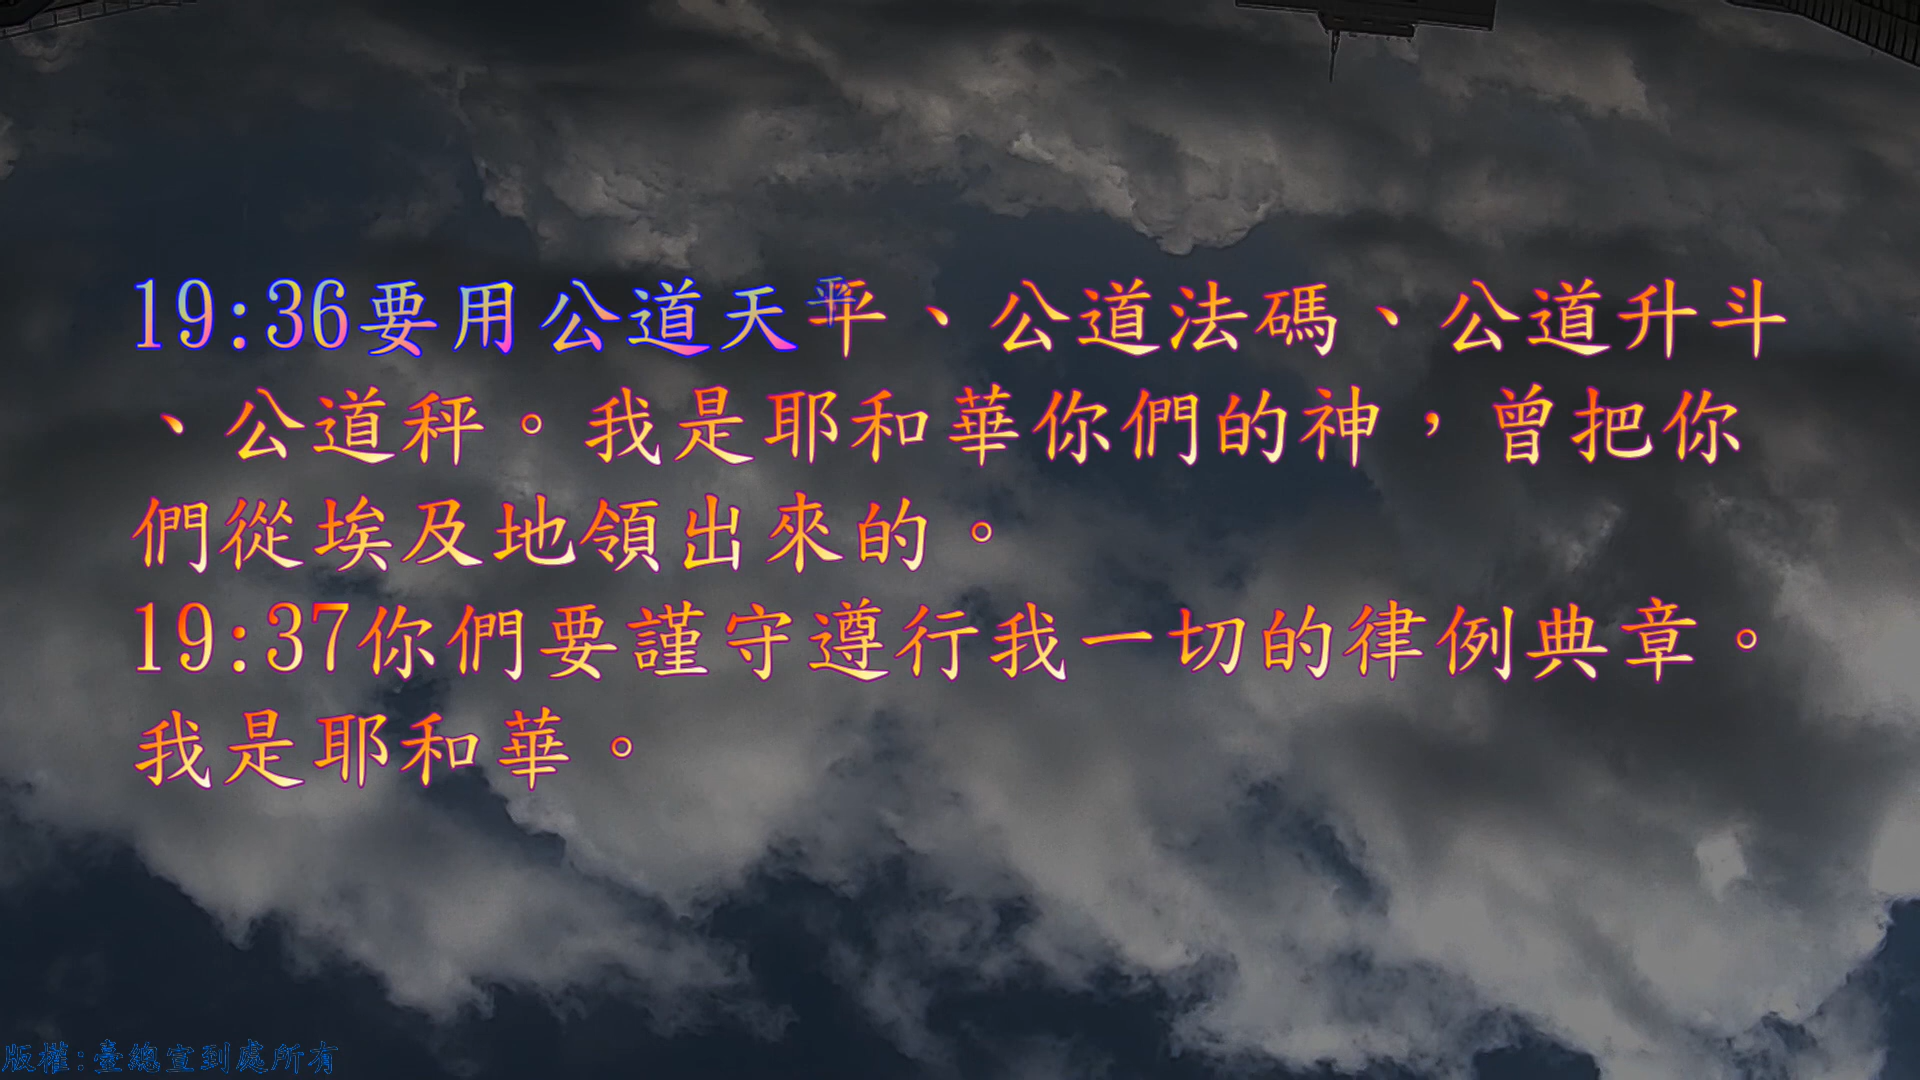 19:36要用公道天平、公道法碼、公道升斗
、公道秤。我是耶和華你們的神，曾把你
們從埃及地領出來的。
19:37你們要謹守遵行我一切的律例典章。
我是耶和華。
版權:臺總宣到處所有